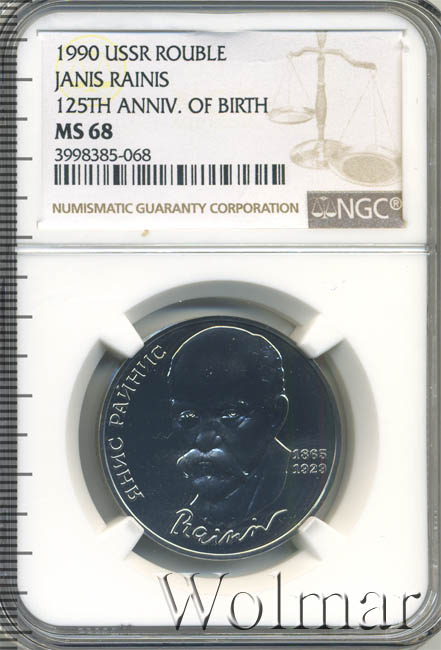 1990 USSR ROUBLE
JANIS RAINIS
125TH ANNIV. OF BIRTH
MS 68
3998385-068
NUMISMATIC GUARANTY CORPORATION
NGC®
ЯНИС РАЙНИС
1865
1929
Rainis
Wolmar